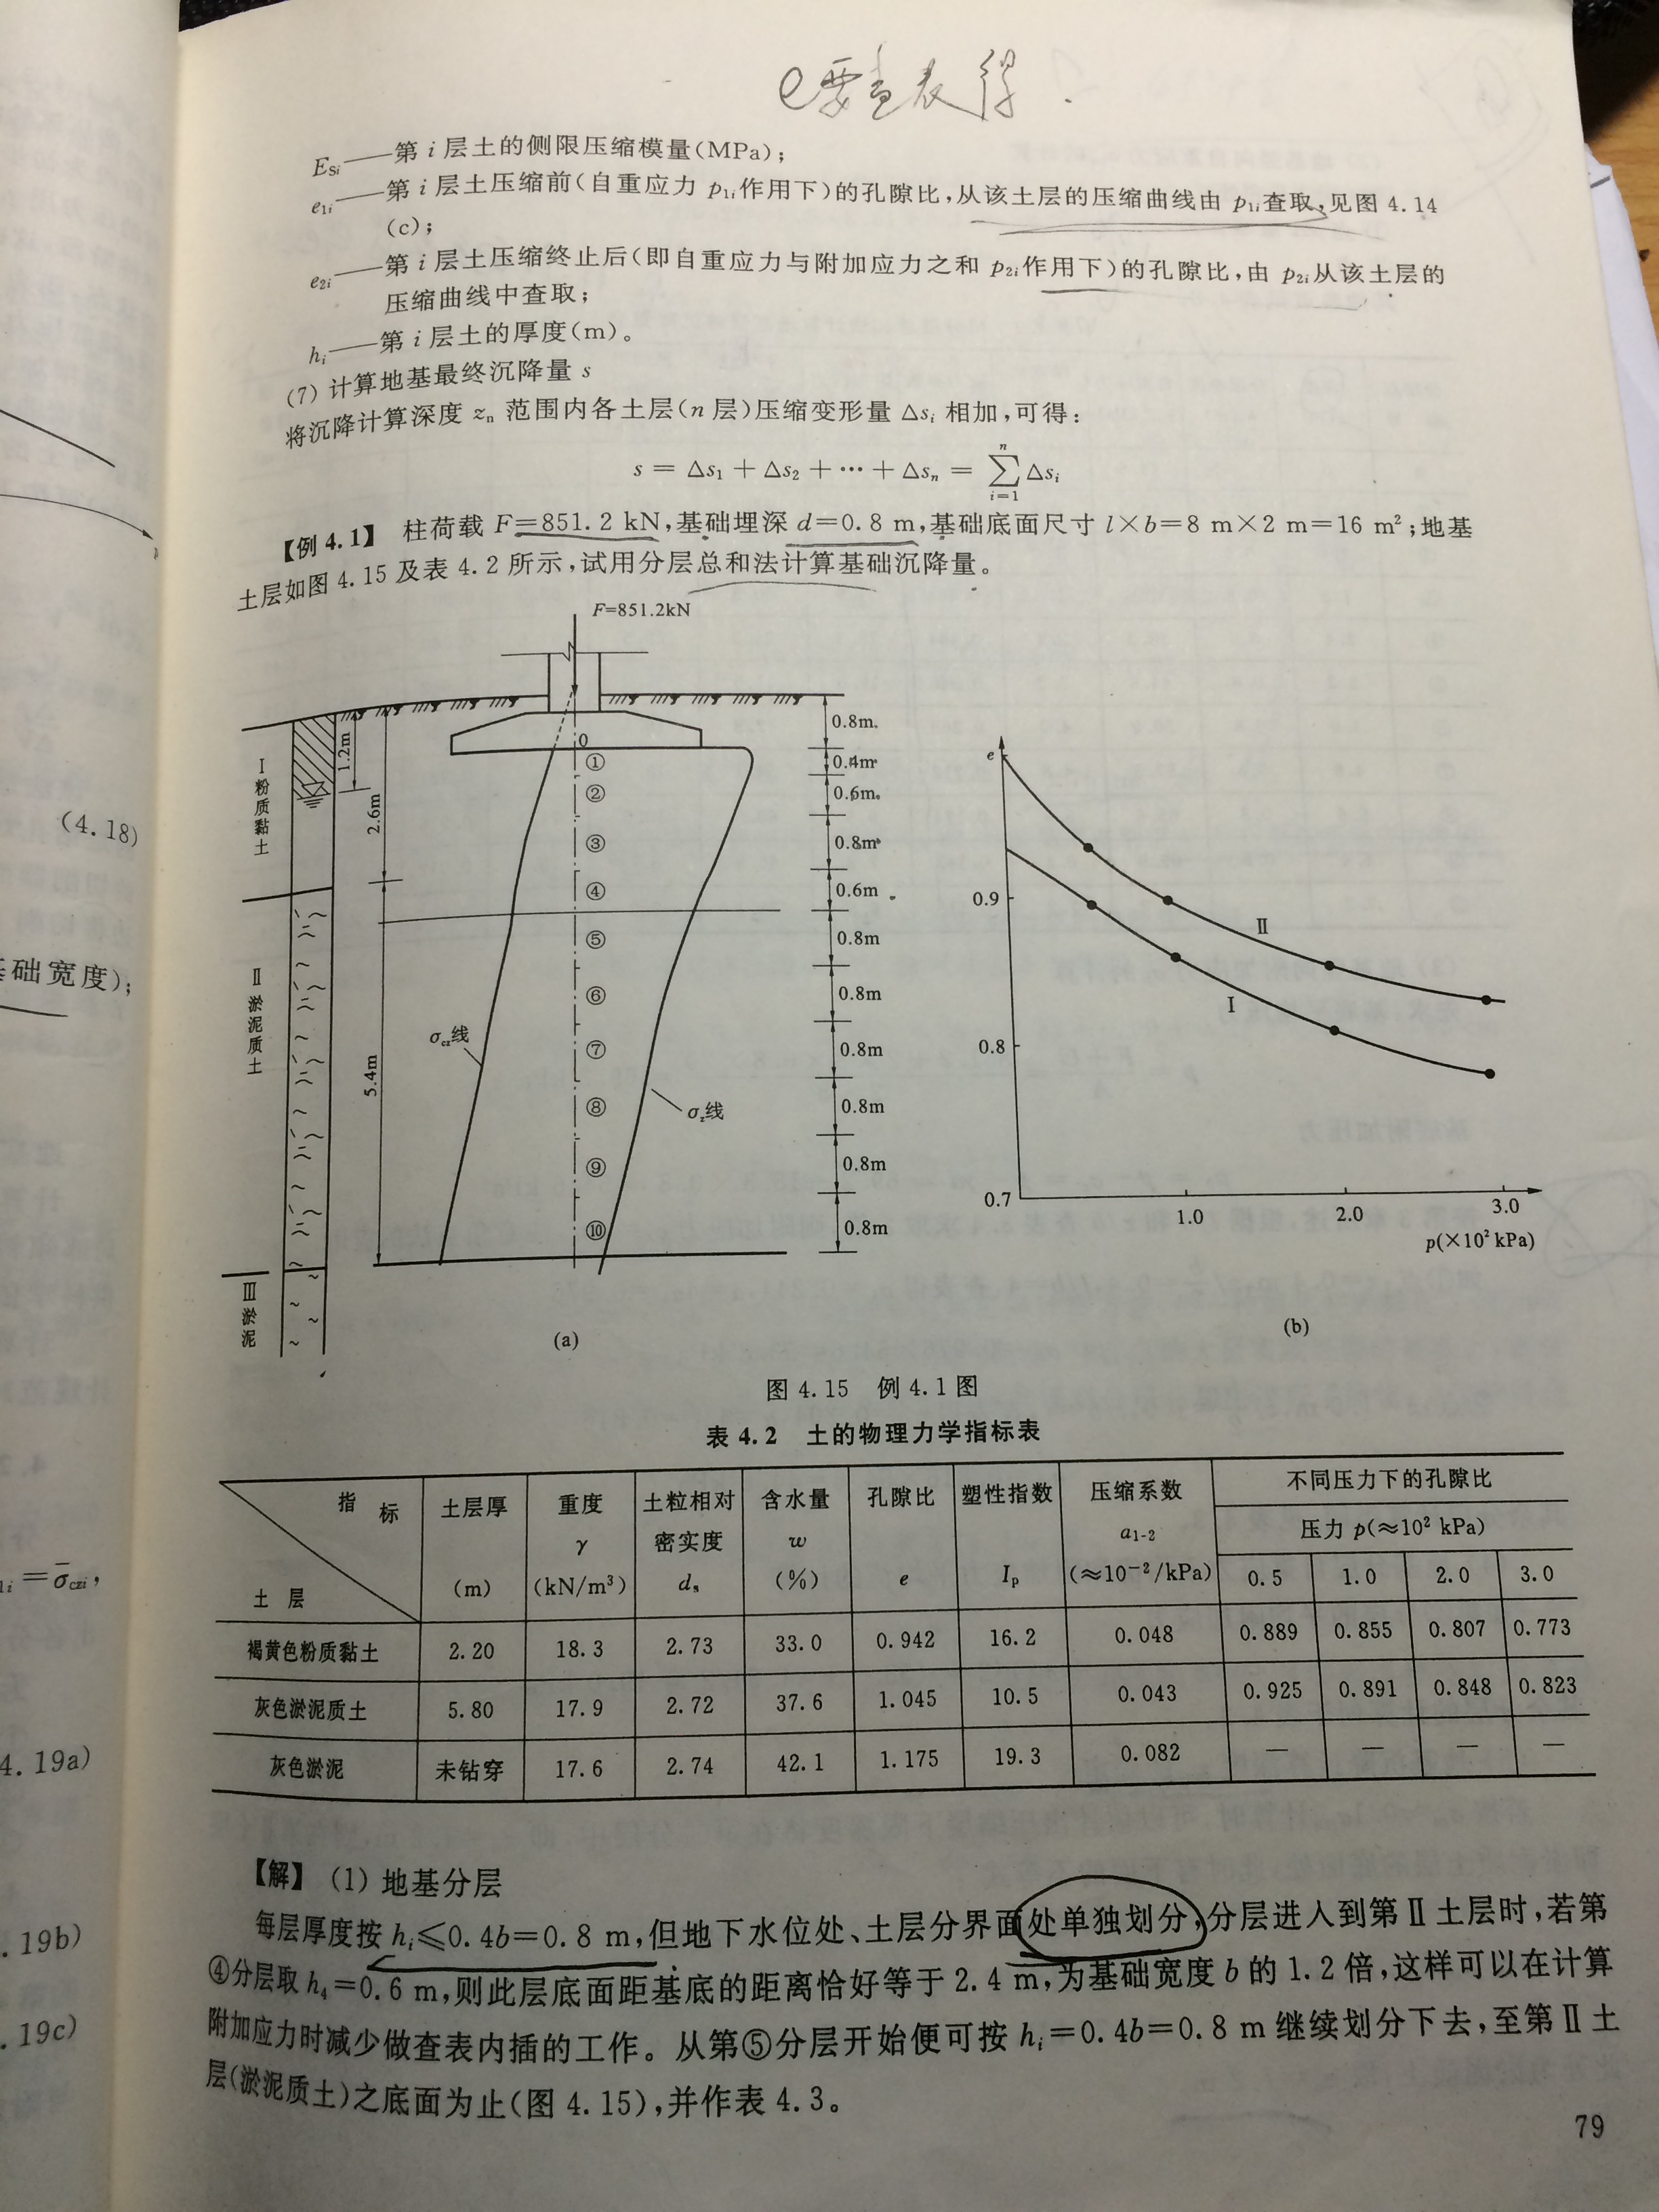 e要查表得.
E_{si}——第 i 层土的侧限压缩模量(MPa);
e_{1i}——第 i 层土压缩前(自重应力 p_{1i}作用下)的孔隙比,从该土层的压缩曲线由 p_{1i}查取,见图 4.14
(c);
e_{2i}——第 i 层土压缩终止后(即自重应力与附加应力之和 p_{2i}作用下)的孔隙比,由 p_{2i}从该土层的
压缩曲线中查取;
h_i——第 i 层土的厚度(m)。
(7) 计算地基最终沉降量 s
将沉降计算深度 z_n 范围内各土层(n 层)压缩变形量 Δs_i 相加,可得:
s = Δs_1 + Δs_2 + ⋯ + Δs_n = \sum_{i=1}^{n} Δs_i
【例 4.1】 柱荷载 F=851.2 kN,基础埋深 d=0.8 m,基础底面尺寸 l×b=8 m×2 m=16 m²;地基
土层如图 4.15 及表 4.2 所示,试用分层总和法计算基础沉降量。
F=851.2kN
I 粉质黏土
II 淤泥质土
III 淤泥
1.2m
2.6m
5.4m
σ_{cz}线
σ_z线
0
①
②
③
④
⑤
⑥
⑦
⑧
⑨
⑩
0.8m
0.4m
0.6m
0.8m
0.6m
0.8m
0.8m
0.8m
0.8m
0.8m
0.8m
(a)
e
0.9
0.8
0.7
II
I
1.0 2.0 3.0
p(×10² kPa)
(b)
图 4.15 例 4.1 图
表 4.2 土的物理力学指标表
指标 土层 土层厚 (m) 重度 γ (kN/m³) 土粒相对密实度 d_s 含水量 w (%) 孔隙比 e 塑性指数 I_p 压缩系数 a_{1-2} (≈10⁻²/kPa) 不同压力下的孔隙比
压力 p(≈10² kPa)
0.5 1.0 2.0 3.0
褐黄色粉质黏土 2.20 18.3 2.73 33.0 0.942 16.2 0.048 0.889 0.855 0.807 0.773
灰色淤泥质土 5.80 17.9 2.72 37.6 1.045 10.5 0.043 0.925 0.891 0.848 0.823
灰色淤泥 未钻穿 17.6 2.74 42.1 1.175 19.3 0.082 — — — —
【解】 (1) 地基分层
每层厚度按 h_i≤0.4b=0.8 m,但地下水位处、土层分界面处单独划分,分层进入到第 II 土层时,若第
④分层取 h_4=0.6 m,则此层底面距基底的距离恰好等于 2.4 m,为基础宽度 b 的 1.2 倍,这样可以在计算
附加应力时减少做查表内插的工作。从第⑤分层开始便可按 h_i=0.4b=0.8 m 继续划分下去,至第 II 土
层(淤泥质土)之底面为止(图 4.15),并作表 4.3。
79
(4.18)
基础宽度);
=σ̄_{czi},
4.19a)
.19b)
.19c)